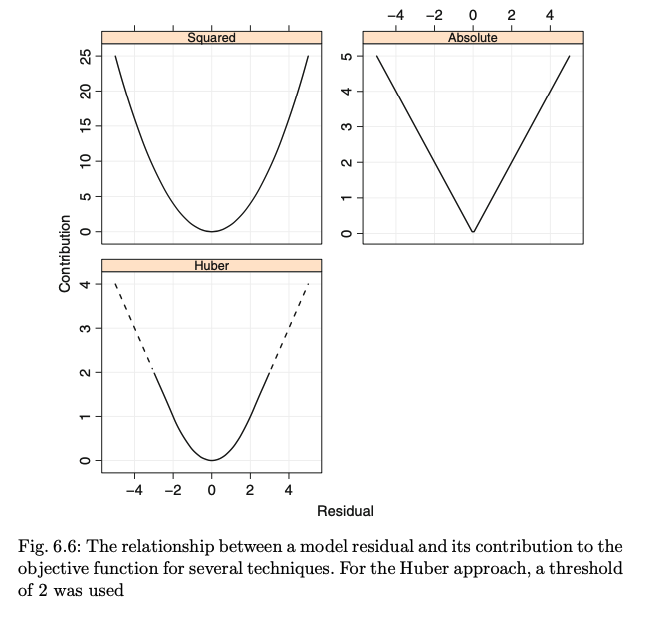 −4 −2 0 2 4
Squared
Absolute
25
20
15
10
5
0
5
4
3
2
1
0
Contribution
Huber
4
3
2
1
0
−4 −2 0 2 4
Residual
Fig. 6.6: The relationship between a model residual and its contribution to the
objective function for several techniques. For the Huber approach, a threshold
of 2 was used